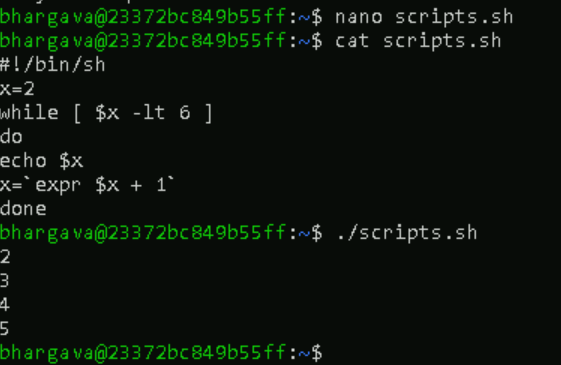 bhargava@23372bc849b55ff:~$ nano scripts.sh
bhargava@23372bc849b55ff:~$ cat scripts.sh
#!/bin/sh
x=2
while [ $x -lt 6 ]
do
echo $x
x=`expr $x + 1`
done
bhargava@23372bc849b55ff:~$ ./scripts.sh
2
3
4
5
bhargava@23372bc849b55ff:~$